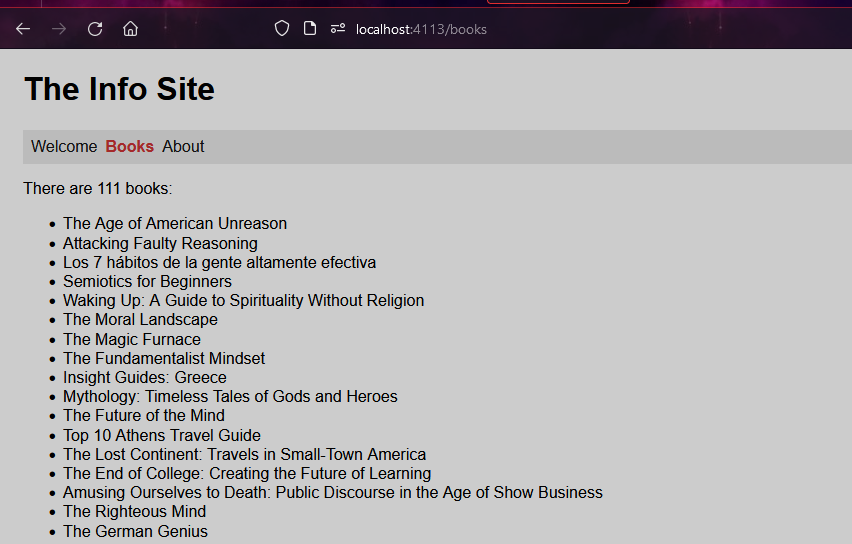 localhost:4113/books
The Info Site
Welcome Books About
There are 111 books:
The Age of American Unreason
Attacking Faulty Reasoning
Los 7 hábitos de la gente altamente efectiva
Semiotics for Beginners
Waking Up: A Guide to Spirituality Without Religion
The Moral Landscape
The Magic Furnace
The Fundamentalist Mindset
Insight Guides: Greece
Mythology: Timeless Tales of Gods and Heroes
The Future of the Mind
Top 10 Athens Travel Guide
The Lost Continent: Travels in Small-Town America
The End of College: Creating the Future of Learning
Amusing Ourselves to Death: Public Discourse in the Age of Show Business
The Righteous Mind
The German Genius